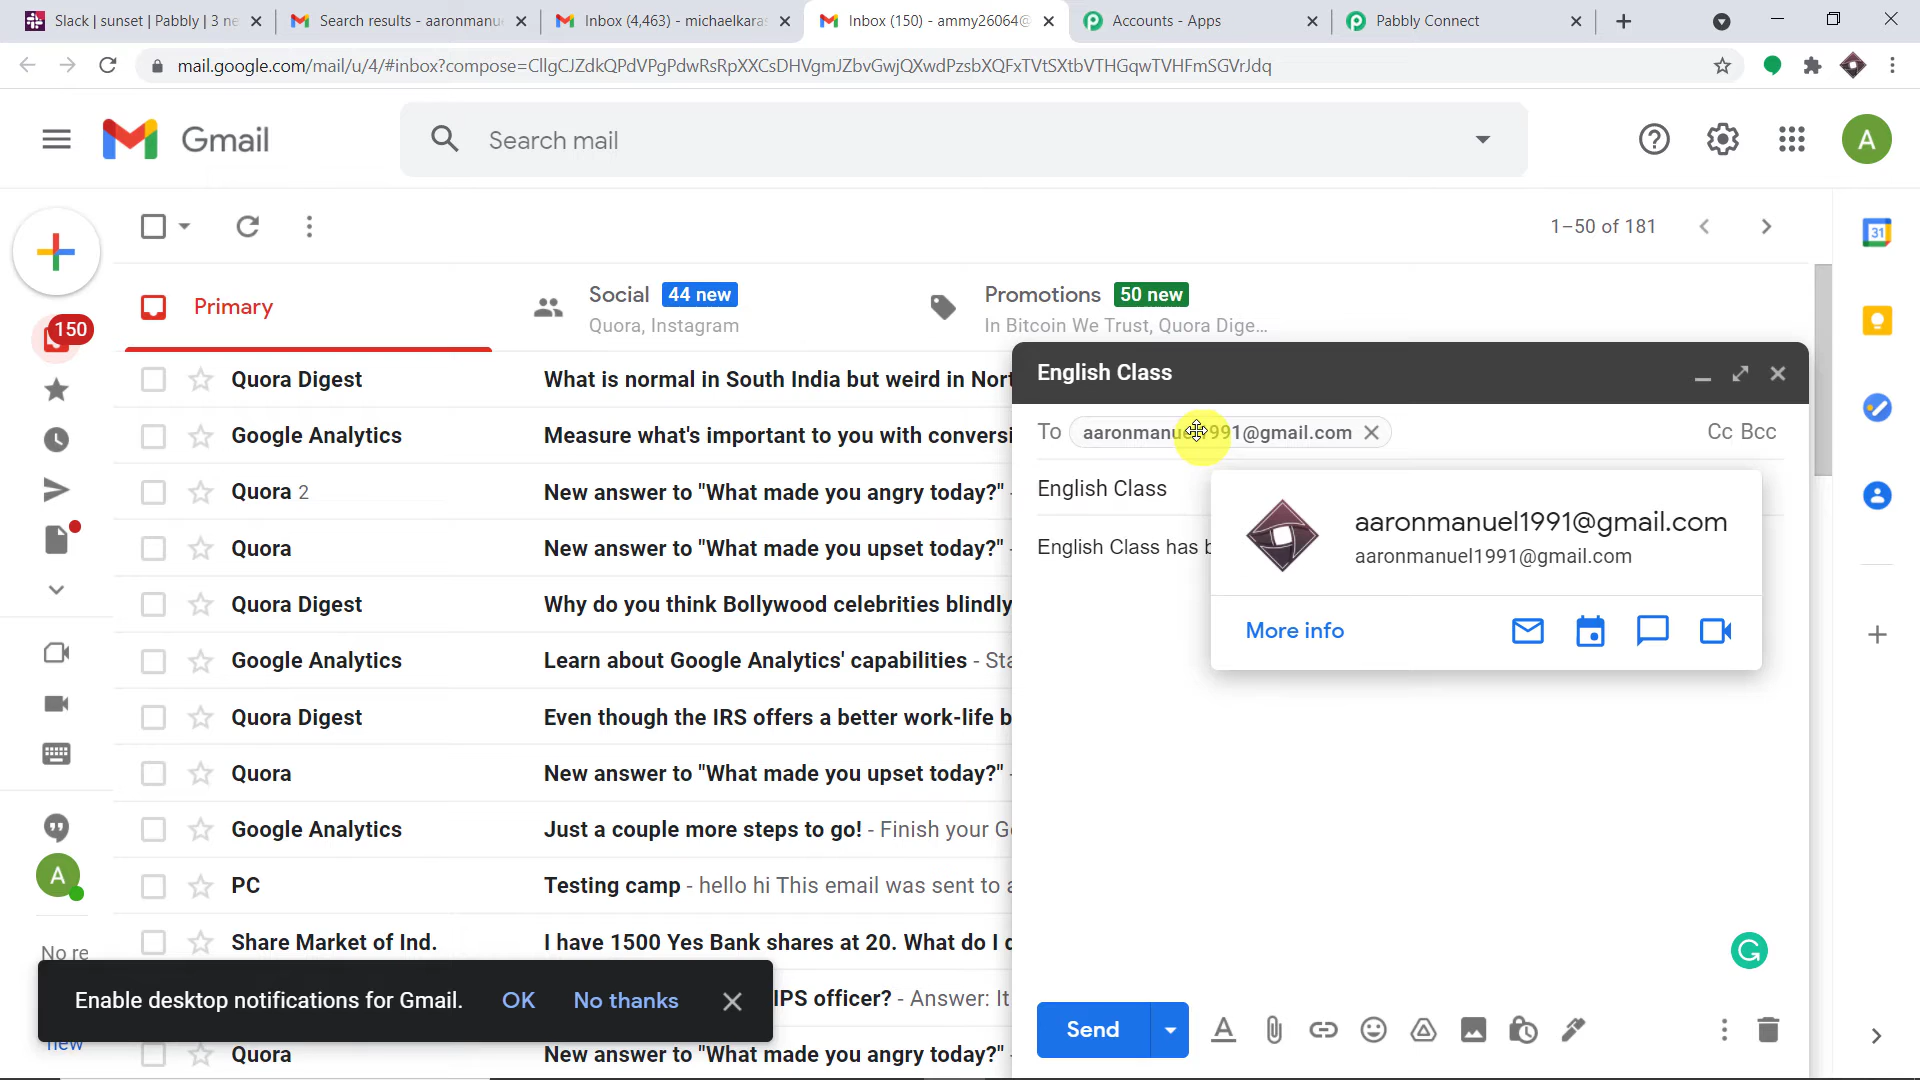 Slack | sunset | Pabbly | 3 ne
Search results - aaronmanu
Inbox (4,463) - michaelkaras
Inbox (150) - ammy26064@
Accounts - Apps
Pabbly Connect
mail.google.com/mail/u/4/#inbox?compose=CllgCJZdkQPdVPgPdwRsRpXXCsDHVgmJZbvGwjQXwdPzsbXQFxTVtSXtbVTHGqwTVHFmSGVrJdq
Gmail
Search mail
A
1–50 of 181
31
150
Primary
Social 44 new
Quora, Instagram
Promotions 50 new
In Bitcoin We Trust, Quora Dige...
Quora Digest What is normal in South India but weird in Nort
Google Analytics Measure what's important to you with conversi
Quora 2 New answer to "What made you angry today?" -
Quora New answer to "What made you upset today?" -
Quora Digest Why do you think Bollywood celebrities blindly
Google Analytics Learn about Google Analytics' capabilities - Sta
Quora Digest Even though the IRS offers a better work-life b
Quora New answer to "What made you upset today?" -
Google Analytics Just a couple more steps to go! - Finish your G
PC Testing camp - hello hi This email was sent to a
Share Market of Ind. I have 1500 Yes Bank shares at 20. What do I d
IPS officer? - Answer: It
Quora New answer to "What made you angry today?" -
A
No re
new
Enable desktop notifications for Gmail. OK No thanks
English Class
To aaronmanuel1991@gmail.com Cc Bcc
English Class
English Class has b
aaronmanuel1991@gmail.com
aaronmanuel1991@gmail.com
More info
Send